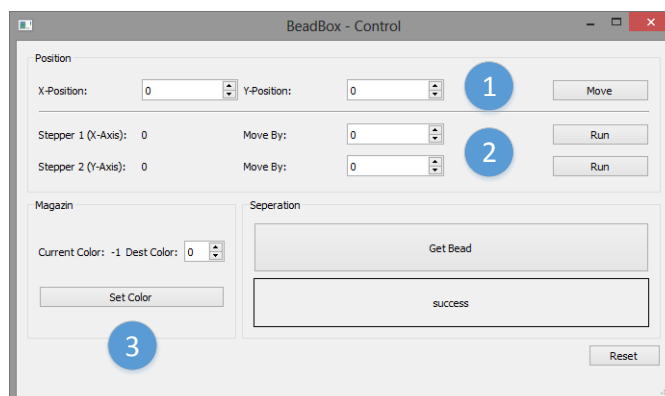 BeadBox - Control
Position
X-Position: 0 Y-Position: 0 1 Move
Stepper 1 (X-Axis): 0 Move By: 0 Run
2
Stepper 2 (Y-Axis): 0 Move By: 0 Run
Magazin Seperation
Current Color: -1 Dest Color: 0 Get Bead
Set Color success
3
Reset